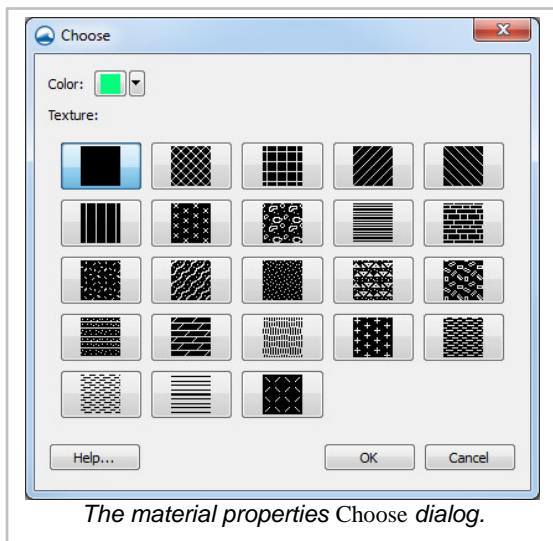 Choose
Color:
Texture:
Help...
OK
Cancel
The material properties Choose dialog.